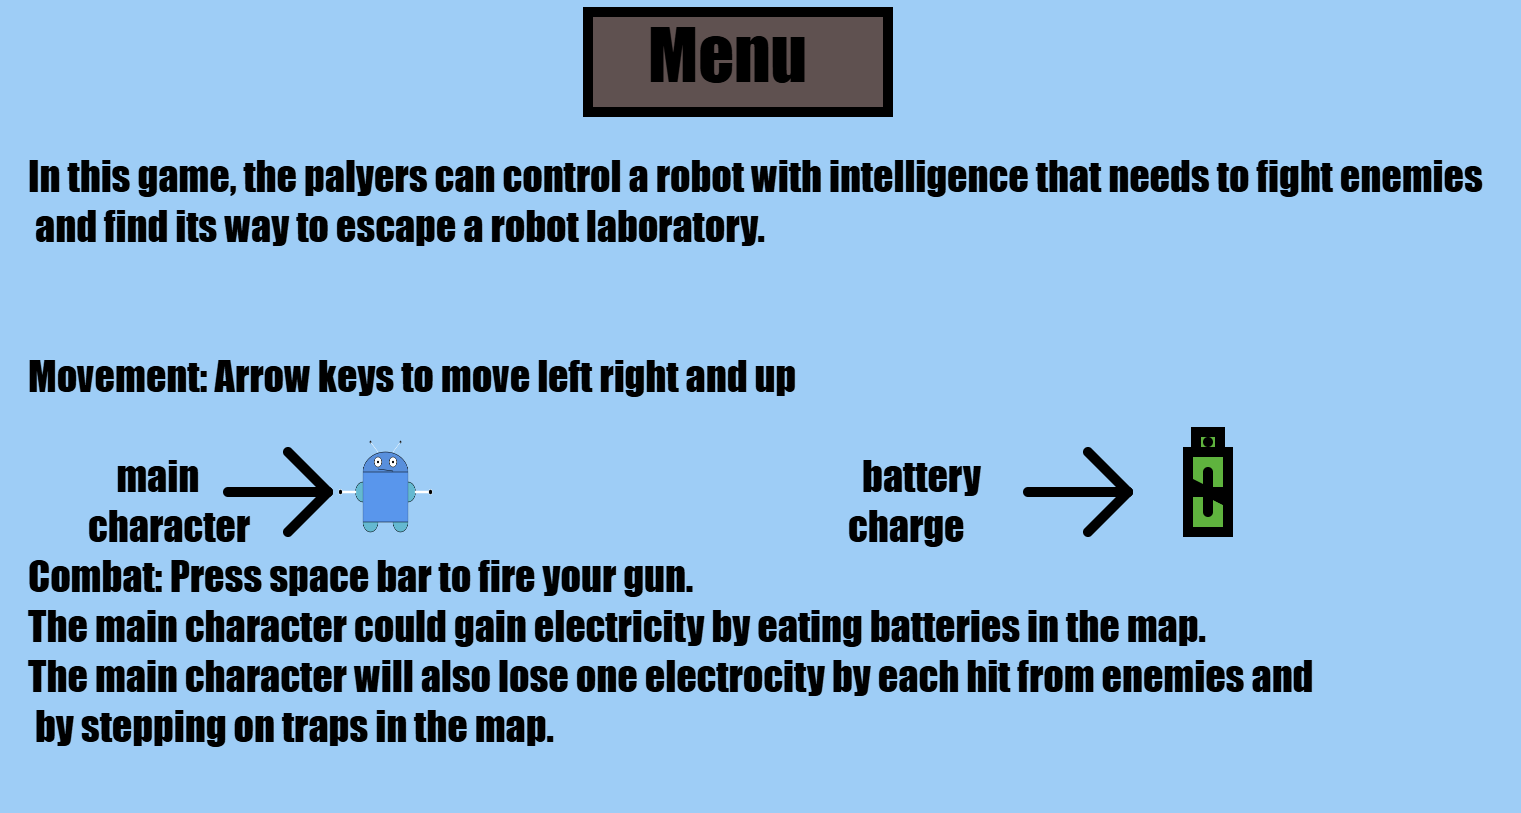 Menu
In this game, the palyers can control a robot with intelligence that needs to fight enemies
and find its way to escape a robot laboratory.
Movement: Arrow keys to move left right and up
main
character
battery
charge
Combat: Press space bar to fire your gun.
The main character could gain electricity by eating batteries in the map.
The main character will also lose one electrocity by each hit from enemies and
by stepping on traps in the map.